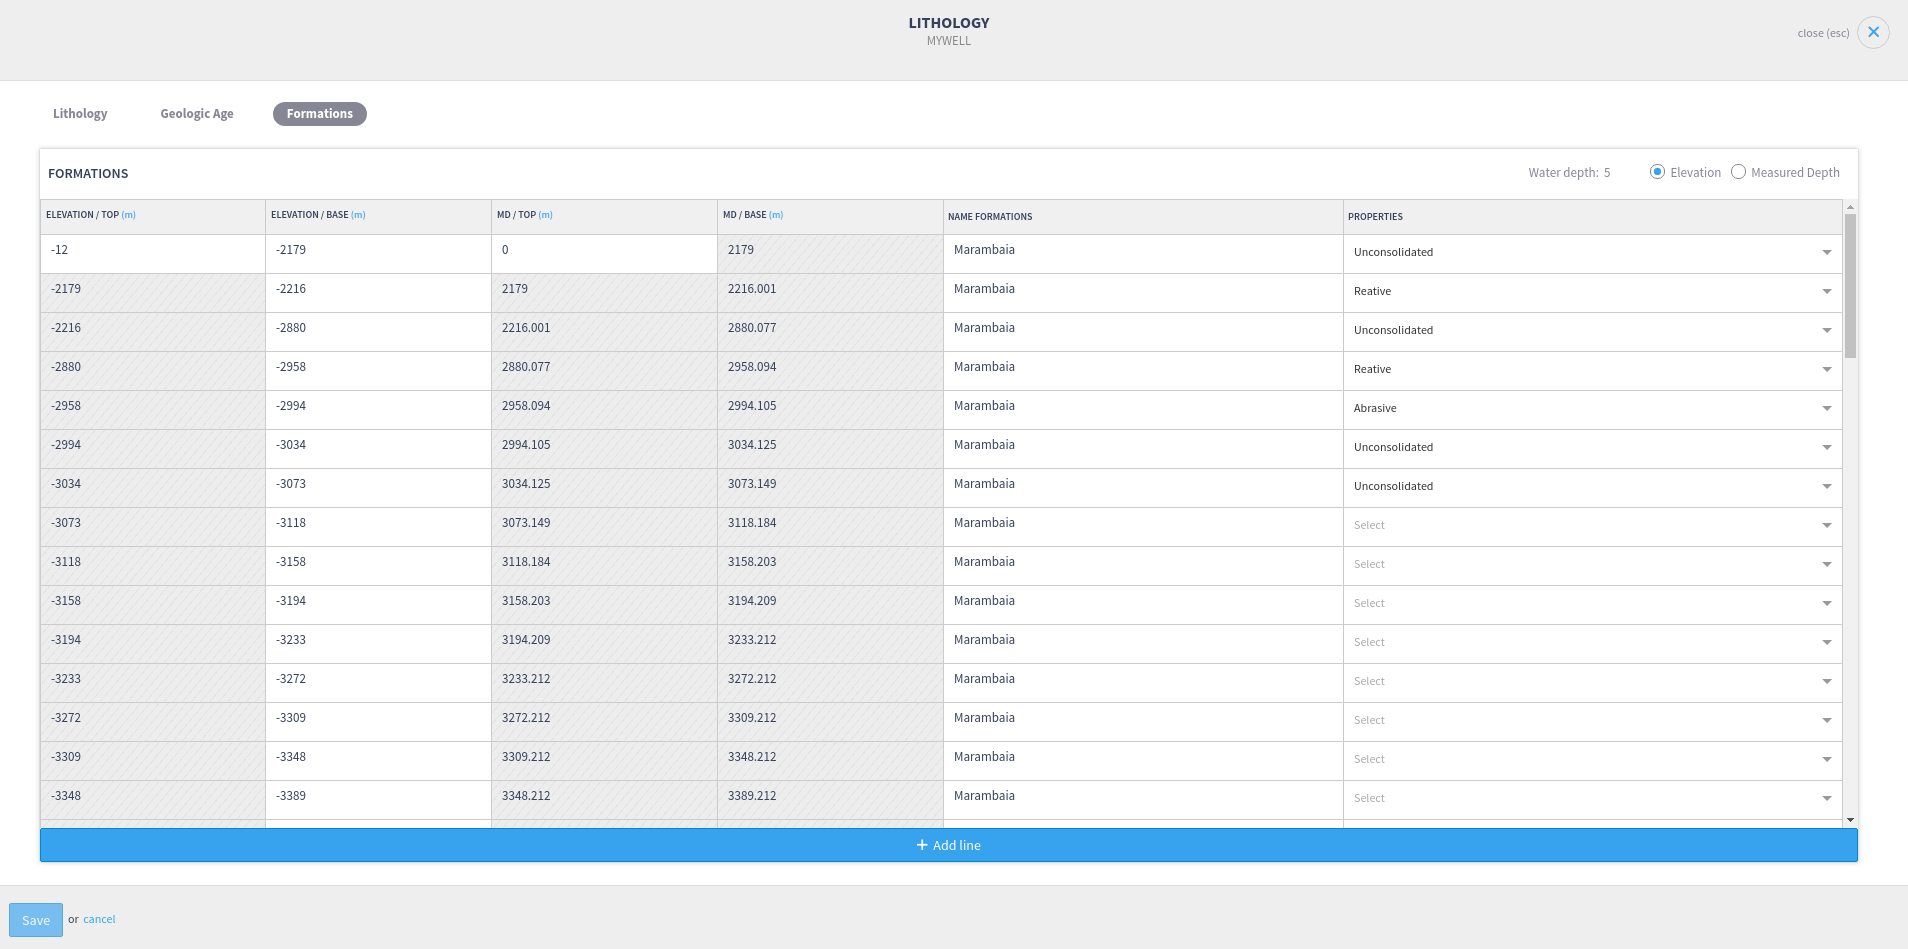 LITHOLOGY
MYWELL
close (esc)
Lithology Geologic Age Formations
FORMATIONS Water depth: 5 Elevation Measured Depth
ELEVATION / TOP (m) ELEVATION / BASE (m) MD / TOP (m) MD / BASE (m) NAME FORMATIONS PROPERTIES
-12 -2179 0 2179 Marambaia Unconsolidated
-2179 -2216 2179 2216.001 Marambaia Reative
-2216 -2880 2216.001 2880.077 Marambaia Unconsolidated
-2880 -2958 2880.077 2958.094 Marambaia Reative
-2958 -2994 2958.094 2994.105 Marambaia Abrasive
-2994 -3034 2994.105 3034.125 Marambaia Unconsolidated
-3034 -3073 3034.125 3073.149 Marambaia Unconsolidated
-3073 -3118 3073.149 3118.184 Marambaia Select
-3118 -3158 3118.184 3158.203 Marambaia Select
-3158 -3194 3158.203 3194.209 Marambaia Select
-3194 -3233 3194.209 3233.212 Marambaia Select
-3233 -3272 3233.212 3272.212 Marambaia Select
-3272 -3309 3272.212 3309.212 Marambaia Select
-3309 -3348 3309.212 3348.212 Marambaia Select
-3348 -3389 3348.212 3389.212 Marambaia Select
+ Add line
Save or cancel